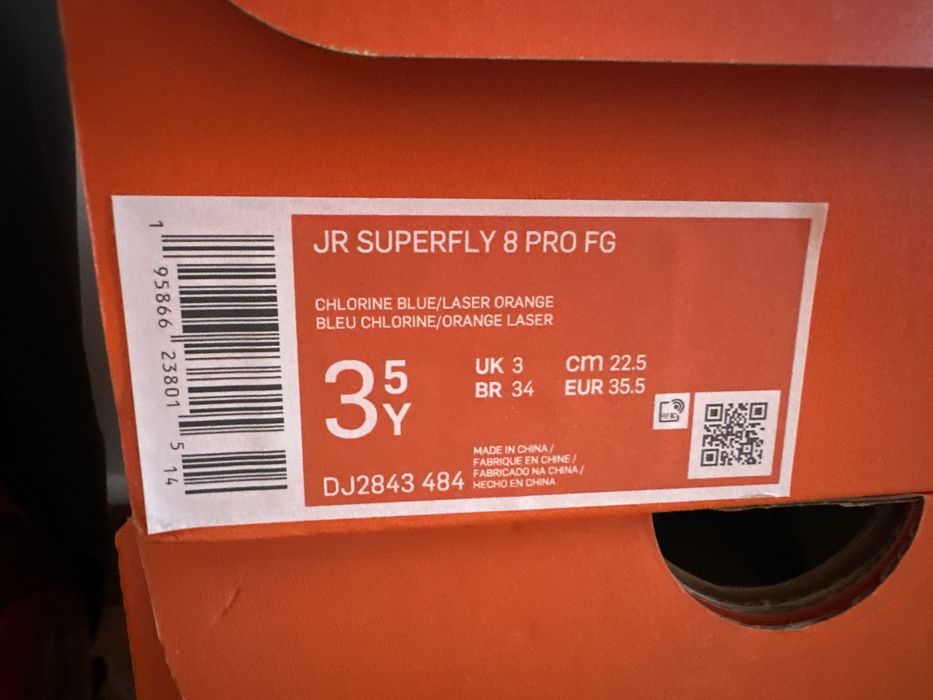 JR SUPERFLY 8 PRO FG
CHLORINE BLUE/LASER ORANGE
BLEU CHLORINE/ORANGE LASER
3 5 Y
UK 3 cm 22.5
BR 34 EUR 35.5
RFID
MADE IN CHINA /
FABRIQUE EN CHINE /
FABRICADO NA CHINA /
HECHO EN CHINA
DJ2843 484
1 95866 23801 5 14